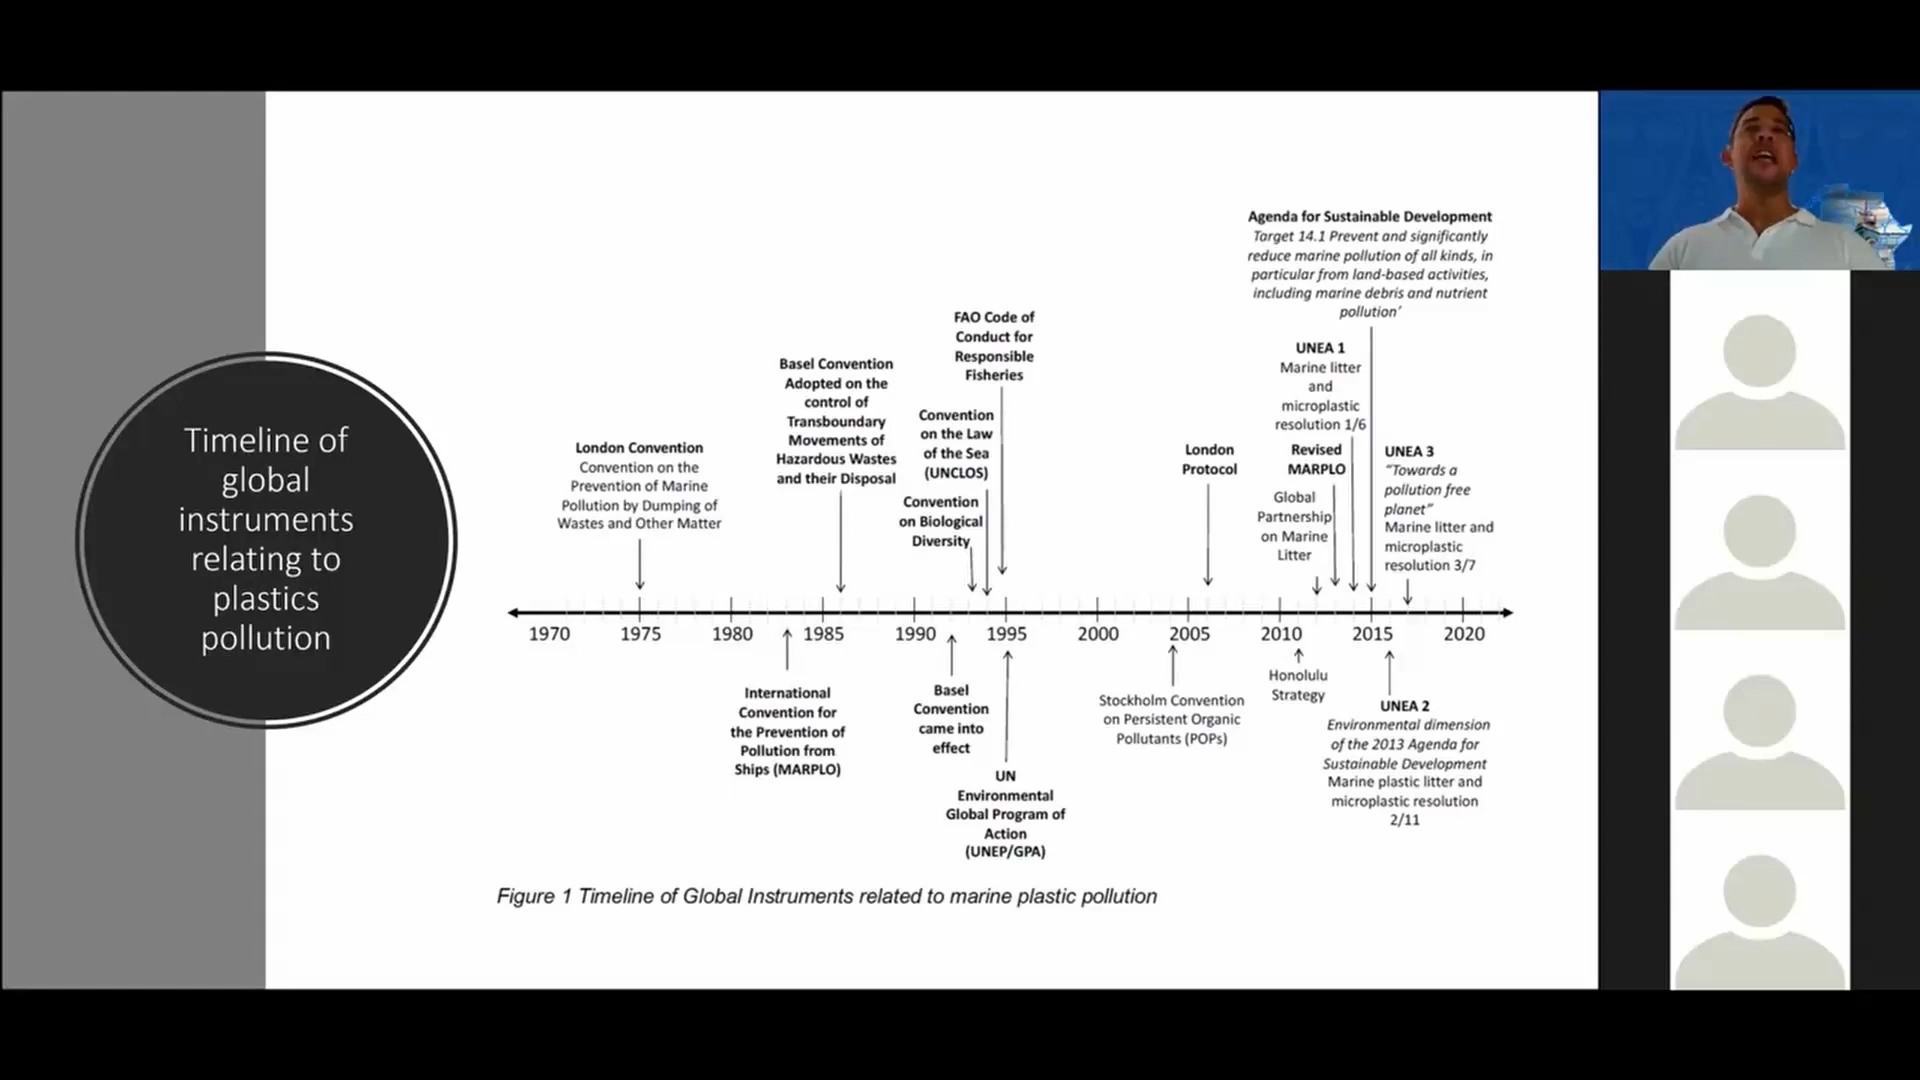 Timeline of
global
instruments
relating to
plastics
pollution
London Convention
Convention on the
Prevention of Marine
Pollution by Dumping of
Wastes and Other Matter
Basel Convention
Adopted on the
control of
Transboundary
Movements of
Hazardous Wastes
and their Disposal
FAO Code of
Conduct for
Responsible
Fisheries
Convention
on the Law
of the Sea
(UNCLOS)
Convention
on Biological
Diversity
London
Protocol
Agenda for Sustainable Development
Target 14.1 Prevent and significantly
reduce marine pollution of all kinds, in
particular from land-based activities,
including marine debris and nutrient
pollution’
UNEA 1
Marine litter
and
microplastic
resolution 1/6
Revised
MARPLO
Global
Partnership
on Marine
Litter
UNEA 3
“Towards a
pollution free
planet”
Marine litter and
microplastic
resolution 3/7
1970 1975 1980 1985 1990 1995 2000 2005 2010 2015 2020
International
Convention for
the Prevention of
Pollution from
Ships (MARPLO)
Basel
Convention
came into
effect
UN
Environmental
Global Program of
Action
(UNEP/GPA)
Stockholm Convention
on Persistent Organic
Pollutants (POPs)
Honolulu
Strategy
UNEA 2
Environmental dimension
of the 2013 Agenda for
Sustainable Development
Marine plastic litter and
microplastic resolution
2/11
Figure 1 Timeline of Global Instruments related to marine plastic pollution